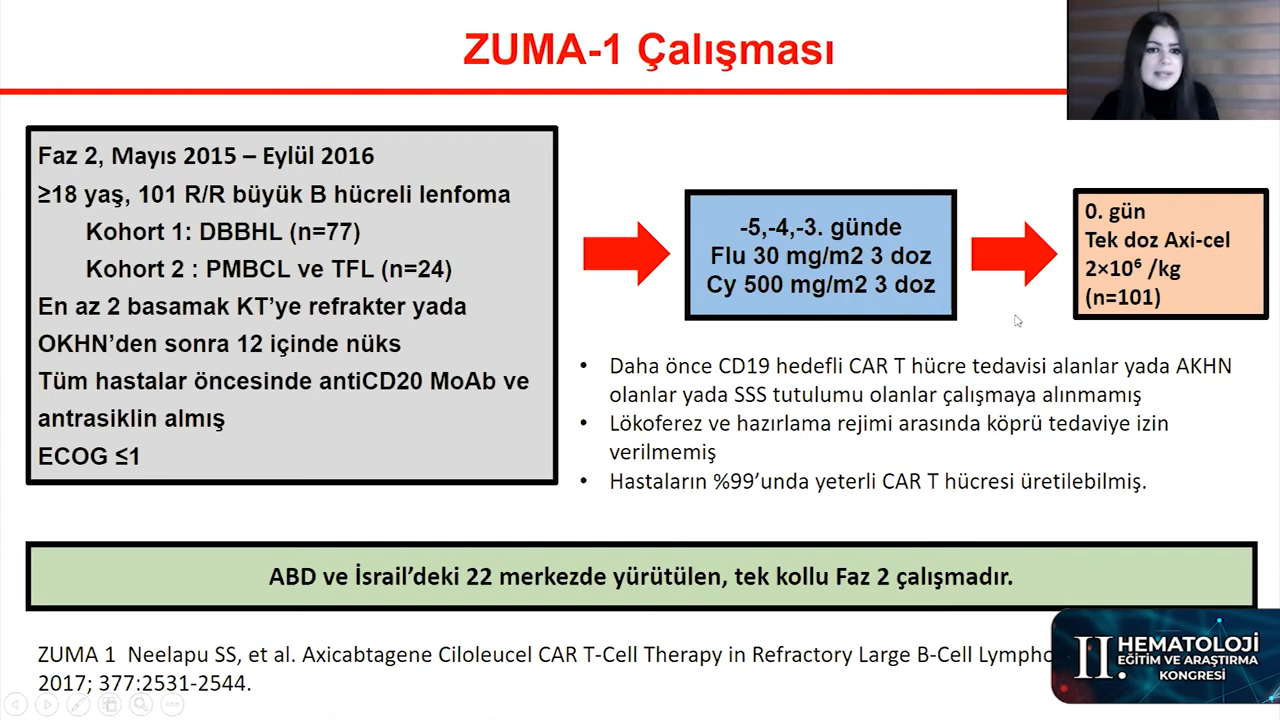 ZUMA-1 Çalışması
Faz 2, Mayıs 2015 – Eylül 2016
≥18 yaş, 101 R/R büyük B hücreli lenfoma
Kohort 1: DBBHL (n=77)
Kohort 2 : PMBCL ve TFL (n=24)
En az 2 basamak KT’ye refrakter yada
OKHN’den sonra 12 içinde nüks
Tüm hastalar öncesinde antiCD20 MoAb ve
antrasiklin almış
ECOG ≤1
-5,-4,-3. günde
Flu 30 mg/m2 3 doz
Cy 500 mg/m2 3 doz
0. gün
Tek doz Axi-cel
2×10⁶ /kg
(n=101)
• Daha önce CD19 hedefli CAR T hücre tedavisi alanlar yada AKHN
olanlar yada SSS tutulumu olanlar çalışmaya alınmamış
• Lökoferez ve hazırlama rejimi arasında köprü tedaviye izin
verilmemiş
• Hastaların %99’unda yeterli CAR T hücresi üretilebilmiş.
ABD ve İsrail’deki 22 merkezde yürütülen, tek kollu Faz 2 çalışmadır.
ZUMA 1 Neelapu SS, et al. Axicabtagene Ciloleucel CAR T-Cell Therapy in Refractory Large B-Cell
2017; 377:2531-2544.
II. HEMATOLOJİ
EĞİTİM VE ARAŞTIRMA
KONGRESİ